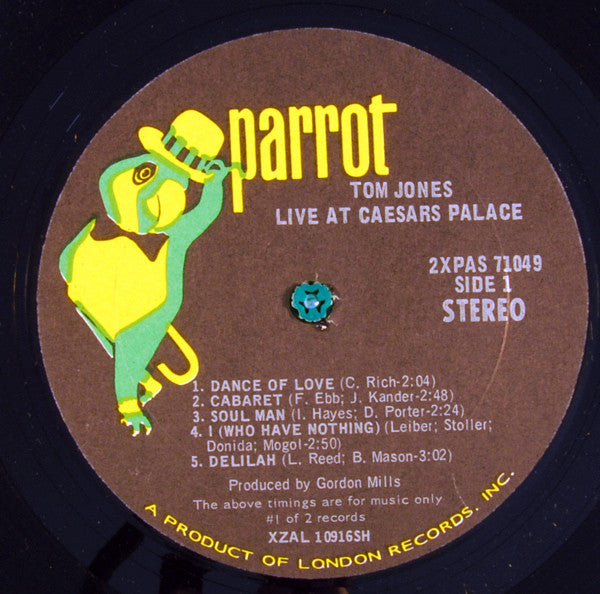 parrot
TOM JONES
LIVE AT CAESARS PALACE
2XPAS 71049
SIDE 1
STEREO
1. DANCE OF LOVE (C. Rich-2:04)
2. CABARET (F. Ebb; J. Kander-2:48)
3. SOUL MAN (I. Hayes; D. Porter-2:24)
4. I (WHO HAVE NOTHING) (Leiber; Stoller;
Donida; Mogol-2:50)
5. DELILAH (L. Reed; B. Mason-3:02)
Produced by Gordon Mills
The above timings are for music only
#1 of 2 records
XZAL 10916SH
A PRODUCT OF LONDON RECORDS, INC.